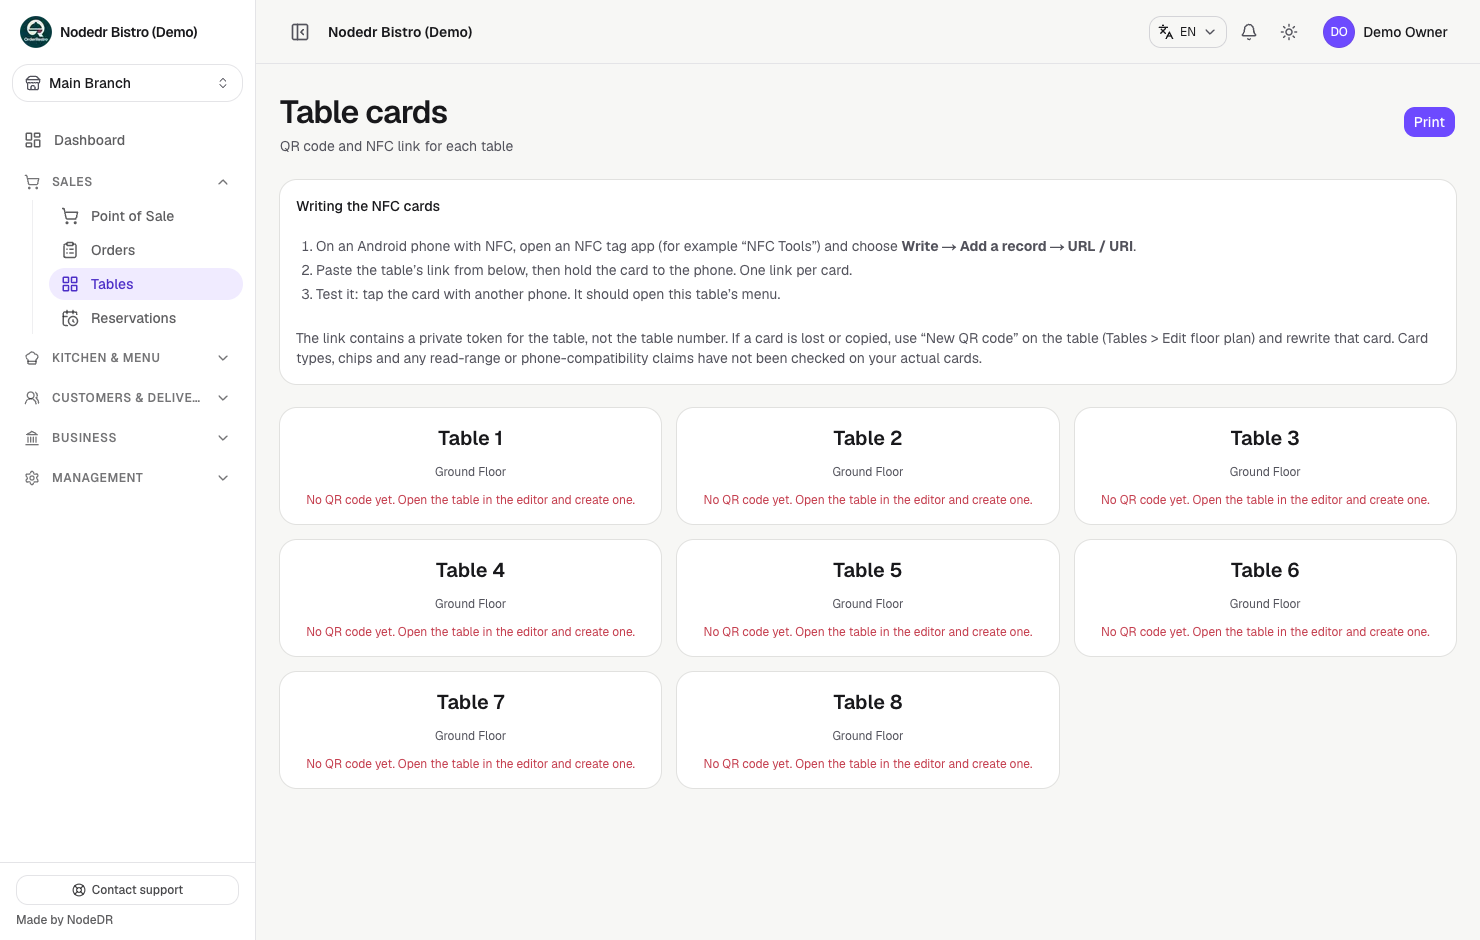 Nodedr Bistro (Demo)
Main Branch
Dashboard
SALES
Point of Sale
Orders
Tables
Reservations
KITCHEN & MENU
CUSTOMERS & DELIVE...
BUSINESS
MANAGEMENT
Contact support
Made by NodeDR
Nodedr Bistro (Demo)
EN
DO
Demo Owner
Table cards
QR code and NFC link for each table
Print
Writing the NFC cards
1. On an Android phone with NFC, open an NFC tag app (for example “NFC Tools”) and choose Write → Add a record → URL / URI.
2. Paste the table’s link from below, then hold the card to the phone. One link per card.
3. Test it: tap the card with another phone. It should open this table’s menu.
The link contains a private token for the table, not the table number. If a card is lost or copied, use “New QR code” on the table (Tables > Edit floor plan) and rewrite that card. Card
types, chips and any read-range or phone-compatibility claims have not been checked on your actual cards.
Table 1
Ground Floor
No QR code yet. Open the table in the editor and create one.
Table 2
Ground Floor
No QR code yet. Open the table in the editor and create one.
Table 3
Ground Floor
No QR code yet. Open the table in the editor and create one.
Table 4
Ground Floor
No QR code yet. Open the table in the editor and create one.
Table 5
Ground Floor
No QR code yet. Open the table in the editor and create one.
Table 6
Ground Floor
No QR code yet. Open the table in the editor and create one.
Table 7
Ground Floor
No QR code yet. Open the table in the editor and create one.
Table 8
Ground Floor
No QR code yet. Open the table in the editor and create one.